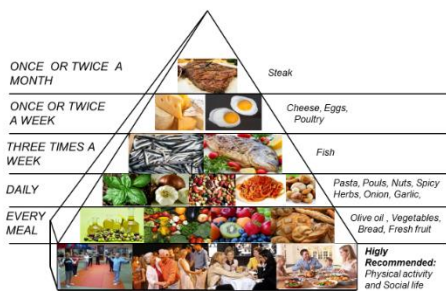 ONCE OR TWICE A
MONTH
Steak
ONCE OR TWICE
A WEEK
Cheese, Eggs,
Poultry
THREE TIMES A
WEEK
Fish
DAILY
Pasta, Pouls, Nuts, Spicy
Herbs, Onion, Garlic,
EVERY
MEAL
Olive oil , Vegetables,
Bread, Fresh fruit
Higly
Recommended:
Physical activity
and Social life